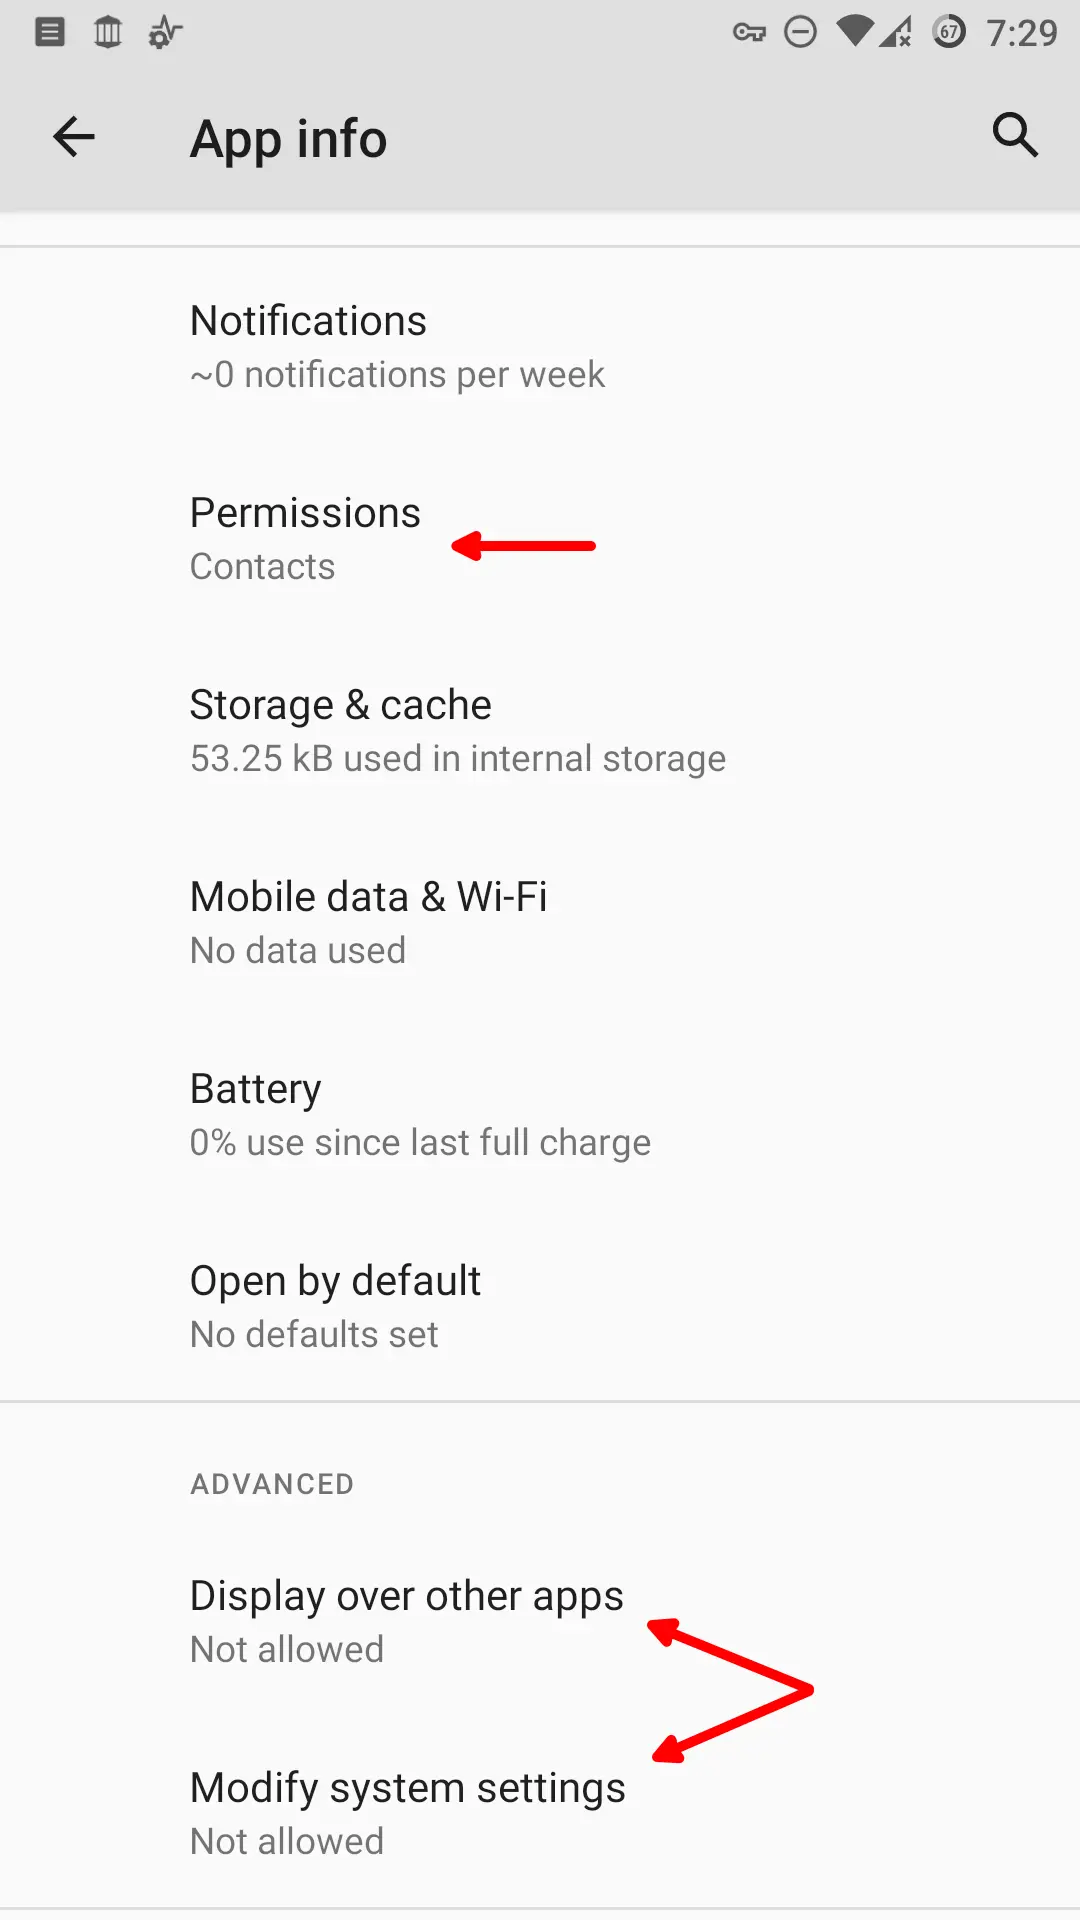 67 7:29
App info
Notifications
~0 notifications per week
Permissions
Contacts
Storage & cache
53.25 kB used in internal storage
Mobile data & Wi-Fi
No data used
Battery
0% use since last full charge
Open by default
No defaults set
ADVANCED
Display over other apps
Not allowed
Modify system settings
Not allowed